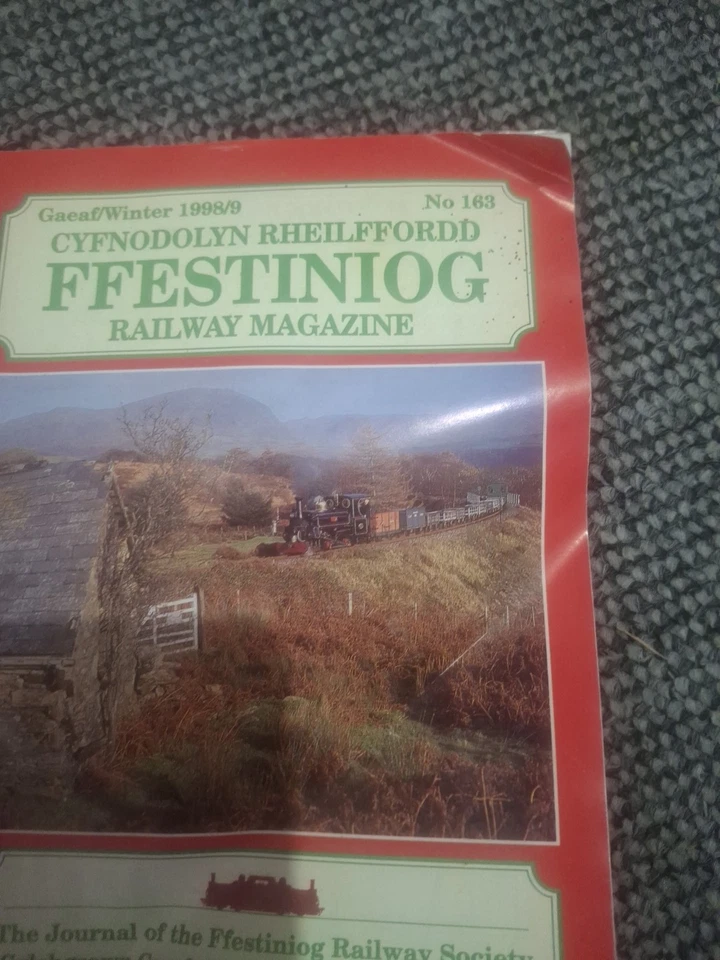 Gaeaf/Winter 1998/9
No 163
CYFNODOLYN RHEILFFORDD
FFESTINIOG
RAILWAY MAGAZINE
The Journal of the Ffestiniog Railway Society